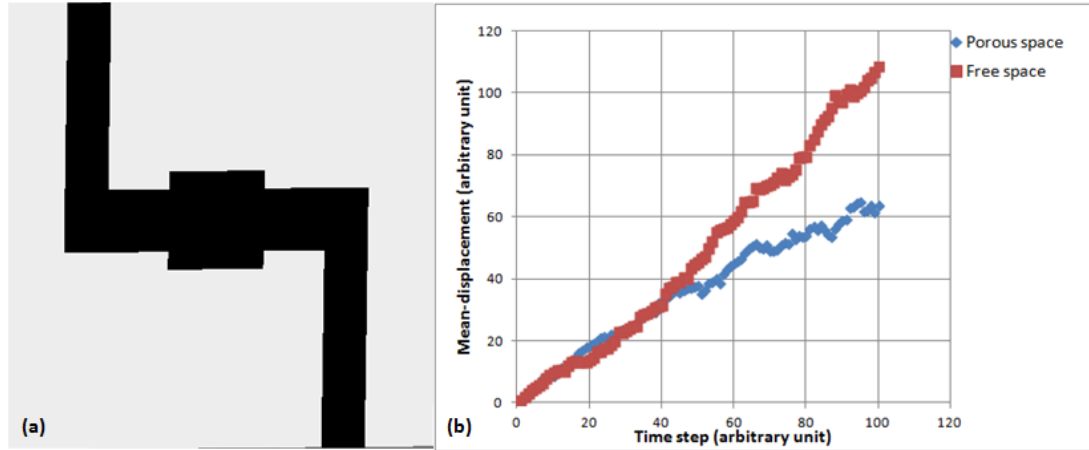 (a)
(b)
Mean-displacement (arbitrary unit)
120
100
80
60
40
20
0
0 20 40 60 80 100 120
Time step (arbitrary unit)
Porous space
Free space